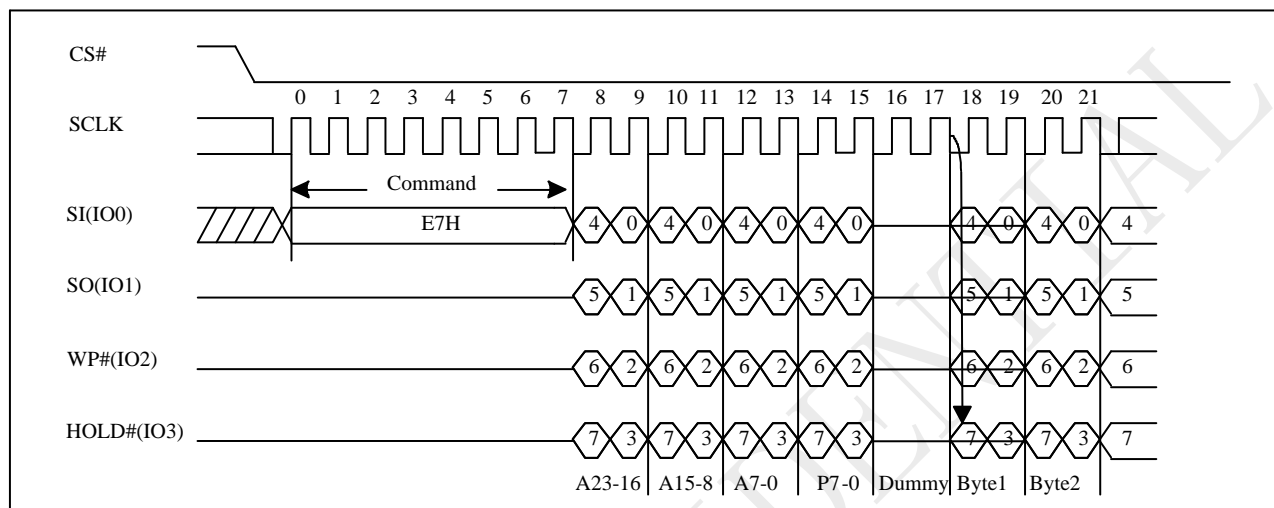 CS#
0 1 2 3 4 5 6 7 8 9 10 11 12 13 14 15 16 17 18 19 20 21
SCLK
Command
SI(IO0)
E7H
4 0 4 0 4 0 4 0 4 0 4 0 4
SO(IO1)
5 1 5 1 5 1 5 1 5 1 5 1 5
WP#(IO2)
6 2 6 2 6 2 6 2 6 2 6 2 6
HOLD#(IO3)
7 3 7 3 7 3 7 3 7 3 7 3 7
A23-16 A15-8 A7-0 P7-0 Dummy Byte1 Byte2